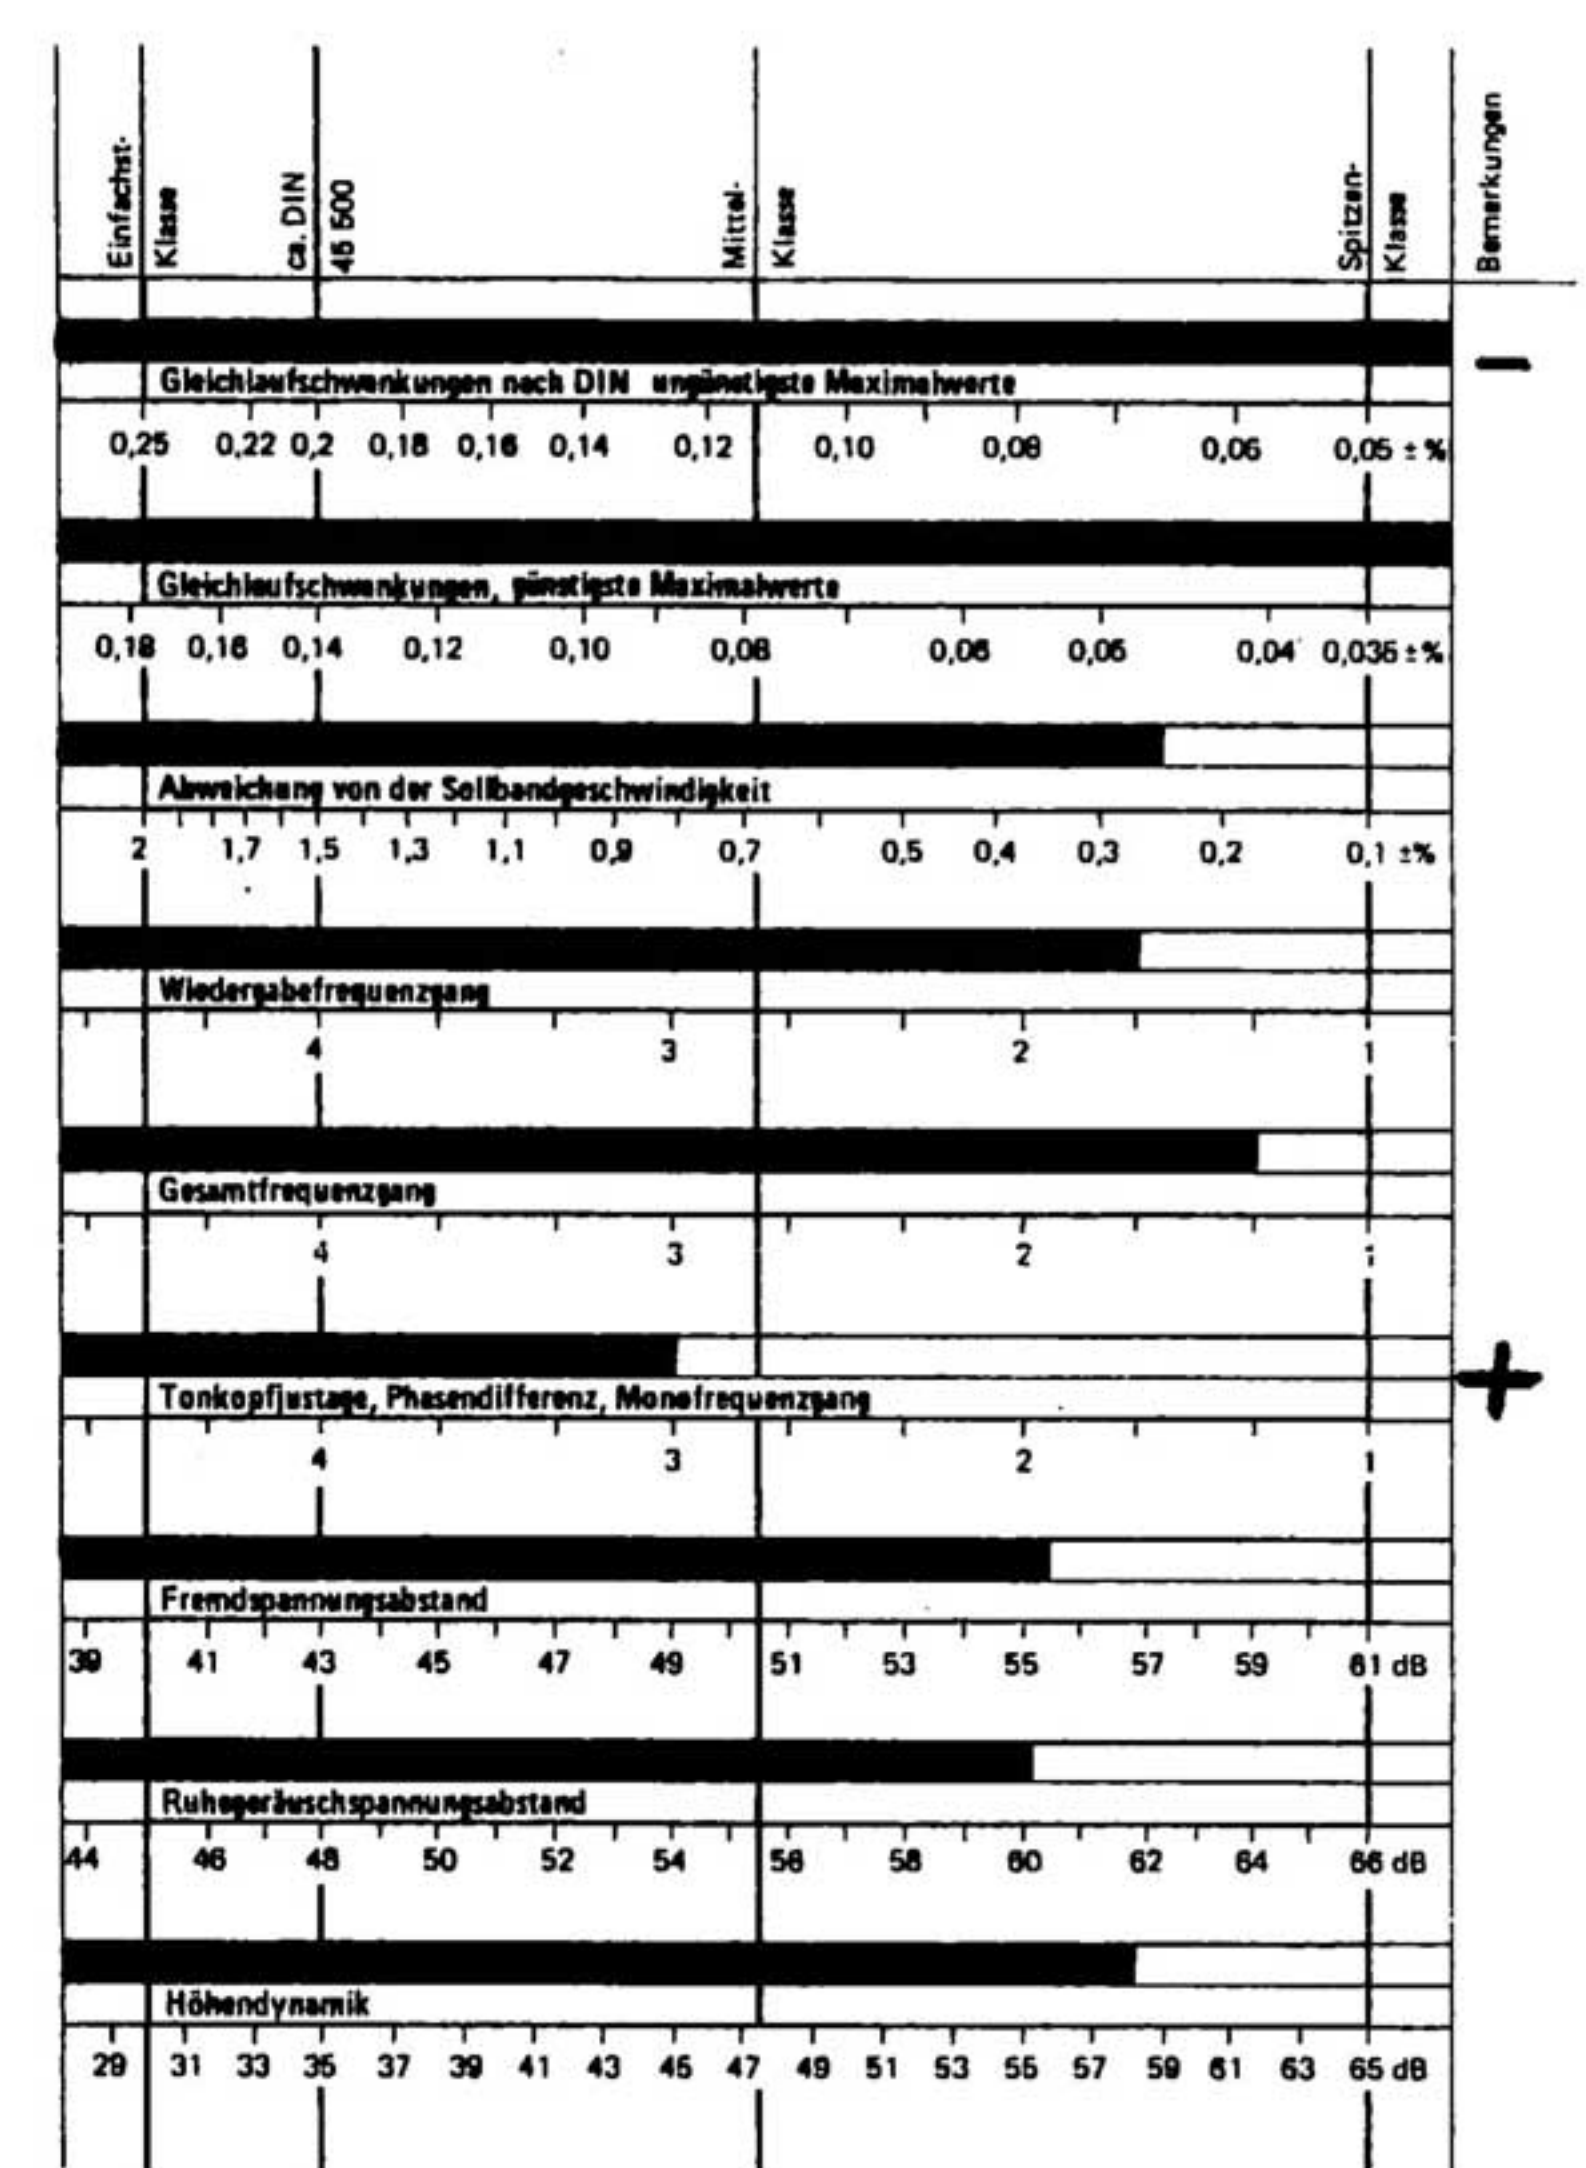 Einfachst-
Klasse
ca. DIN
45 500
Mittel-
Klasse
Spitzen-
Klasse
Bemerkungen
−
Gleichlaufschwankungen nach DIN ungünstigste Maximalwerte
0,25 0,22 0,2 0,18 0,16 0,14 0,12 0,10 0,08 0,06 0,05 ± %
Gleichlaufschwankungen, günstigste Maximalwerte
0,18 0,16 0,14 0,12 0,10 0,08 0,06 0,05 0,04 0,035 ± %
Abweichung von der Sollbandgeschwindigkeit
2 1,7 1,5 1,3 1,1 0,9 0,7 0,5 0,4 0,3 0,2 0,1 ±%
Wiedergabefrequenzgang
4 3 2 1
Gesamtfrequenzgang
4 3 2 1
+
Tonkopfjustage, Phasendifferenz, Monofrequenzgang
4 3 2 1
Fremdspannungsabstand
39 41 43 45 47 49 51 53 55 57 59 61 dB
Ruhegeräuschspannungsabstand
44 46 48 50 52 54 56 58 60 62 64 66 dB
Höhendynamik
29 31 33 35 37 39 41 43 45 47 49 51 53 55 57 59 61 63 65 dB